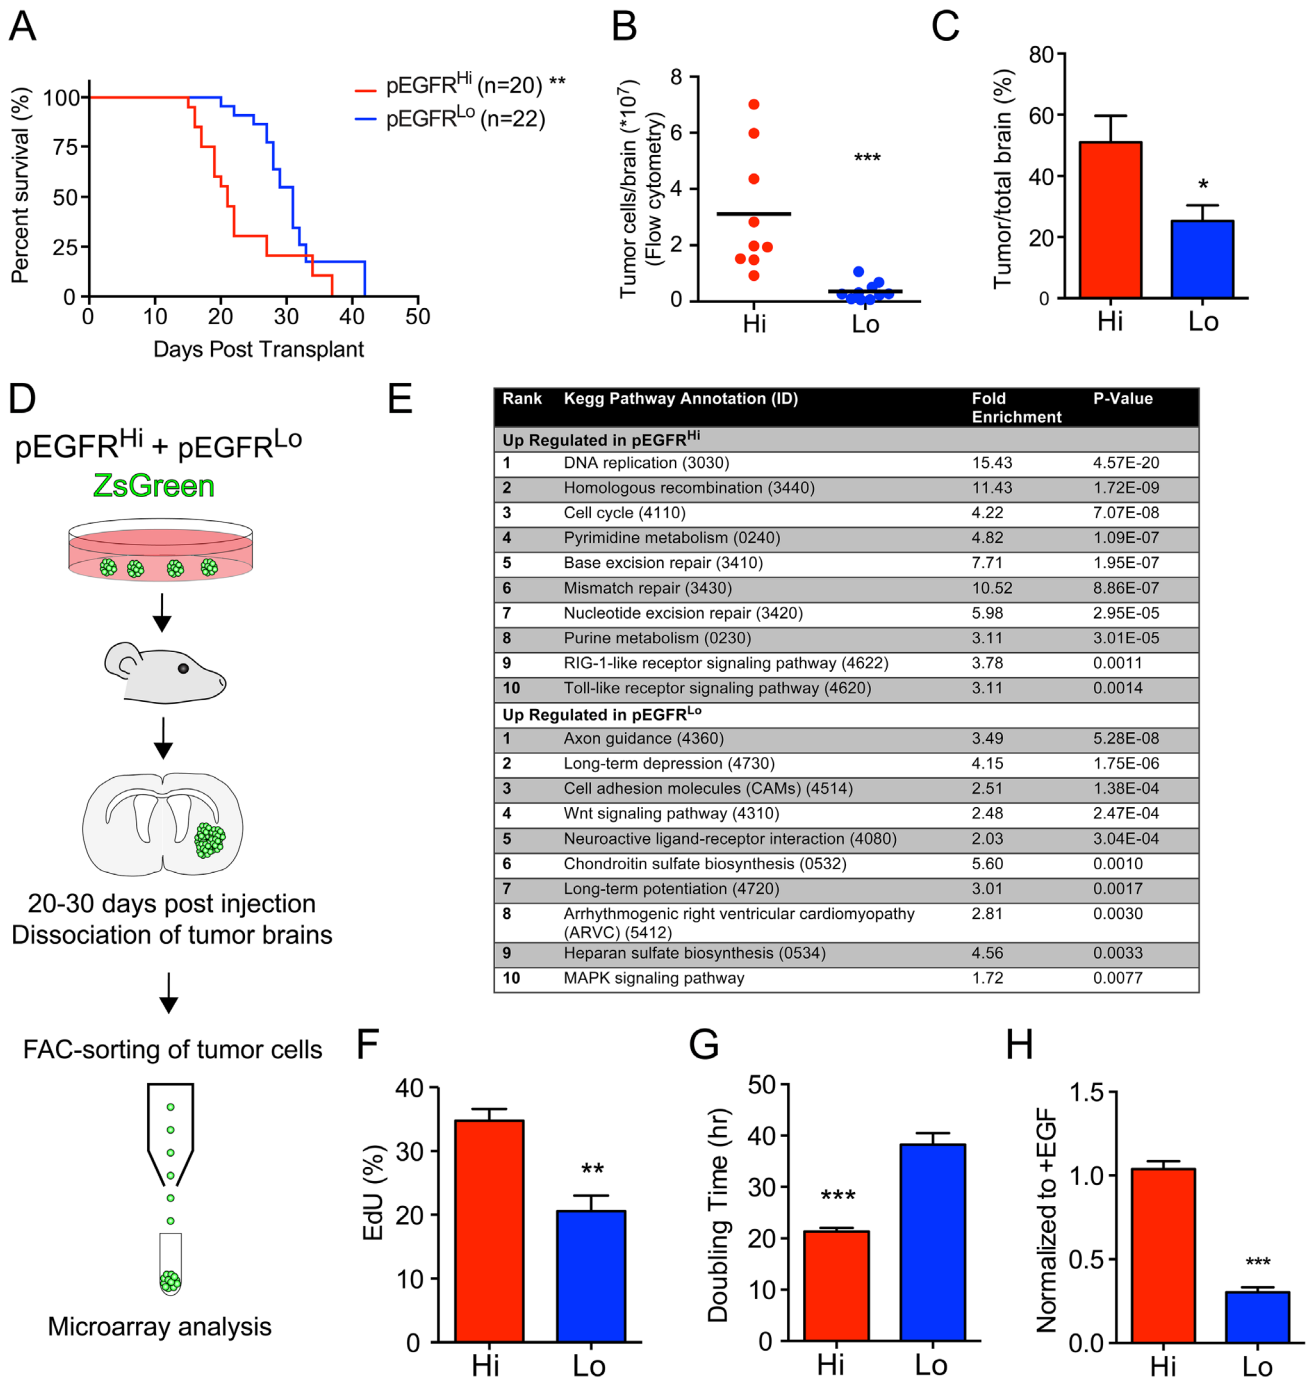 A
pEGFRHi (n=20) **
pEGFRLo (n=22)
Percent survival (%)
100
75
50
25
0
0 10 20 30 40 50
Days Post Transplant
B
Tumor cells/brain (*10⁷)
(Flow cytometry)
8
6
4
2
0
***
Hi Lo
C
Tumor/total brain (%)
80
60
40
20
0
*
Hi Lo
D
pEGFRHi + pEGFRLo
ZsGreen
20-30 days post injection
Dissociation of tumor brains
FAC-sorting of tumor cells
Microarray analysis
E
Rank Kegg Pathway Annotation (ID) Fold Enrichment P-Value
Up Regulated in pEGFRHi
1 DNA replication (3030) 15.43 4.57E-20
2 Homologous recombination (3440) 11.43 1.72E-09
3 Cell cycle (4110) 4.22 7.07E-08
4 Pyrimidine metabolism (0240) 4.82 1.09E-07
5 Base excision repair (3410) 7.71 1.95E-07
6 Mismatch repair (3430) 10.52 8.86E-07
7 Nucleotide excision repair (3420) 5.98 2.95E-05
8 Purine metabolism (0230) 3.11 3.01E-05
9 RIG-1-like receptor signaling pathway (4622) 3.78 0.0011
10 Toll-like receptor signaling pathway (4620) 3.11 0.0014
Up Regulated in pEGFRLo
1 Axon guidance (4360) 3.49 5.28E-08
2 Long-term depression (4730) 4.15 1.75E-06
3 Cell adhesion molecules (CAMs) (4514) 2.51 1.38E-04
4 Wnt signaling pathway (4310) 2.48 2.47E-04
5 Neuroactive ligand-receptor interaction (4080) 2.03 3.04E-04
6 Chondroitin sulfate biosynthesis (0532) 5.60 0.0010
7 Long-term potentiation (4720) 3.01 0.0017
8 Arrhythmogenic right ventricular cardiomyopathy 2.81 0.0030
(ARVC) (5412)
9 Heparan sulfate biosynthesis (0534) 4.56 0.0033
10 MAPK signaling pathway 1.72 0.0077
F
EdU (%)
40
30
20
10
0
**
Hi Lo
G
Doubling Time (hr)
50
40
30
20
10
0
***
Hi Lo
H
Normalized to +EGF
1.5
1.0
0.5
0.0
***
Hi Lo